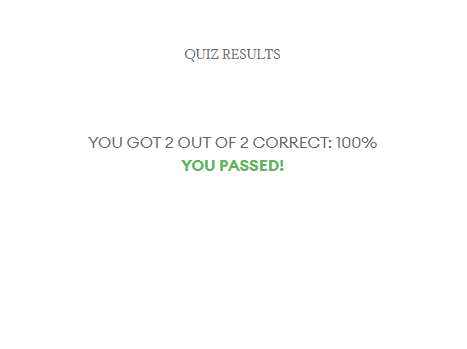 QUIZ RESULTS
YOU GOT 2 OUT OF 2 CORRECT: 100%
YOU PASSED!